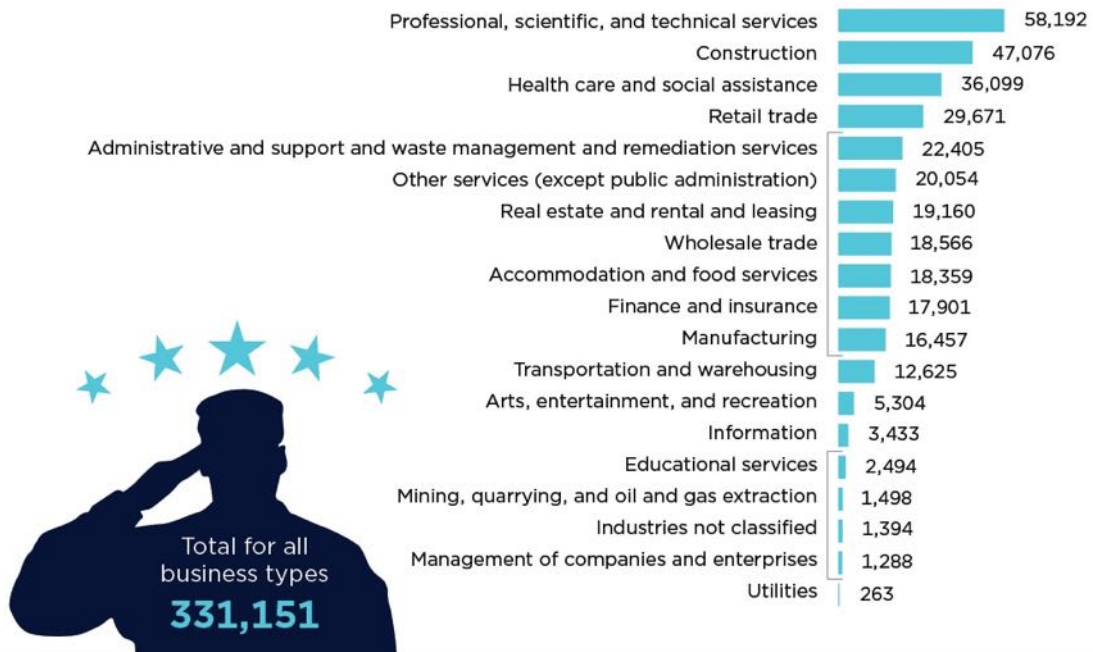 Professional, scientific, and technical services 58,192
Construction 47,076
Health care and social assistance 36,099
Retail trade 29,671
Administrative and support and waste management and remediation services 22,405
Other services (except public administration) 20,054
Real estate and rental and leasing 19,160
Wholesale trade 18,566
Accommodation and food services 18,359
Finance and insurance 17,901
Manufacturing 16,457
Transportation and warehousing 12,625
Arts, entertainment, and recreation 5,304
Information 3,433
Educational services 2,494
Mining, quarrying, and oil and gas extraction 1,498
Industries not classified 1,394
Management of companies and enterprises 1,288
Utilities 263
Total for all
business types
331,151